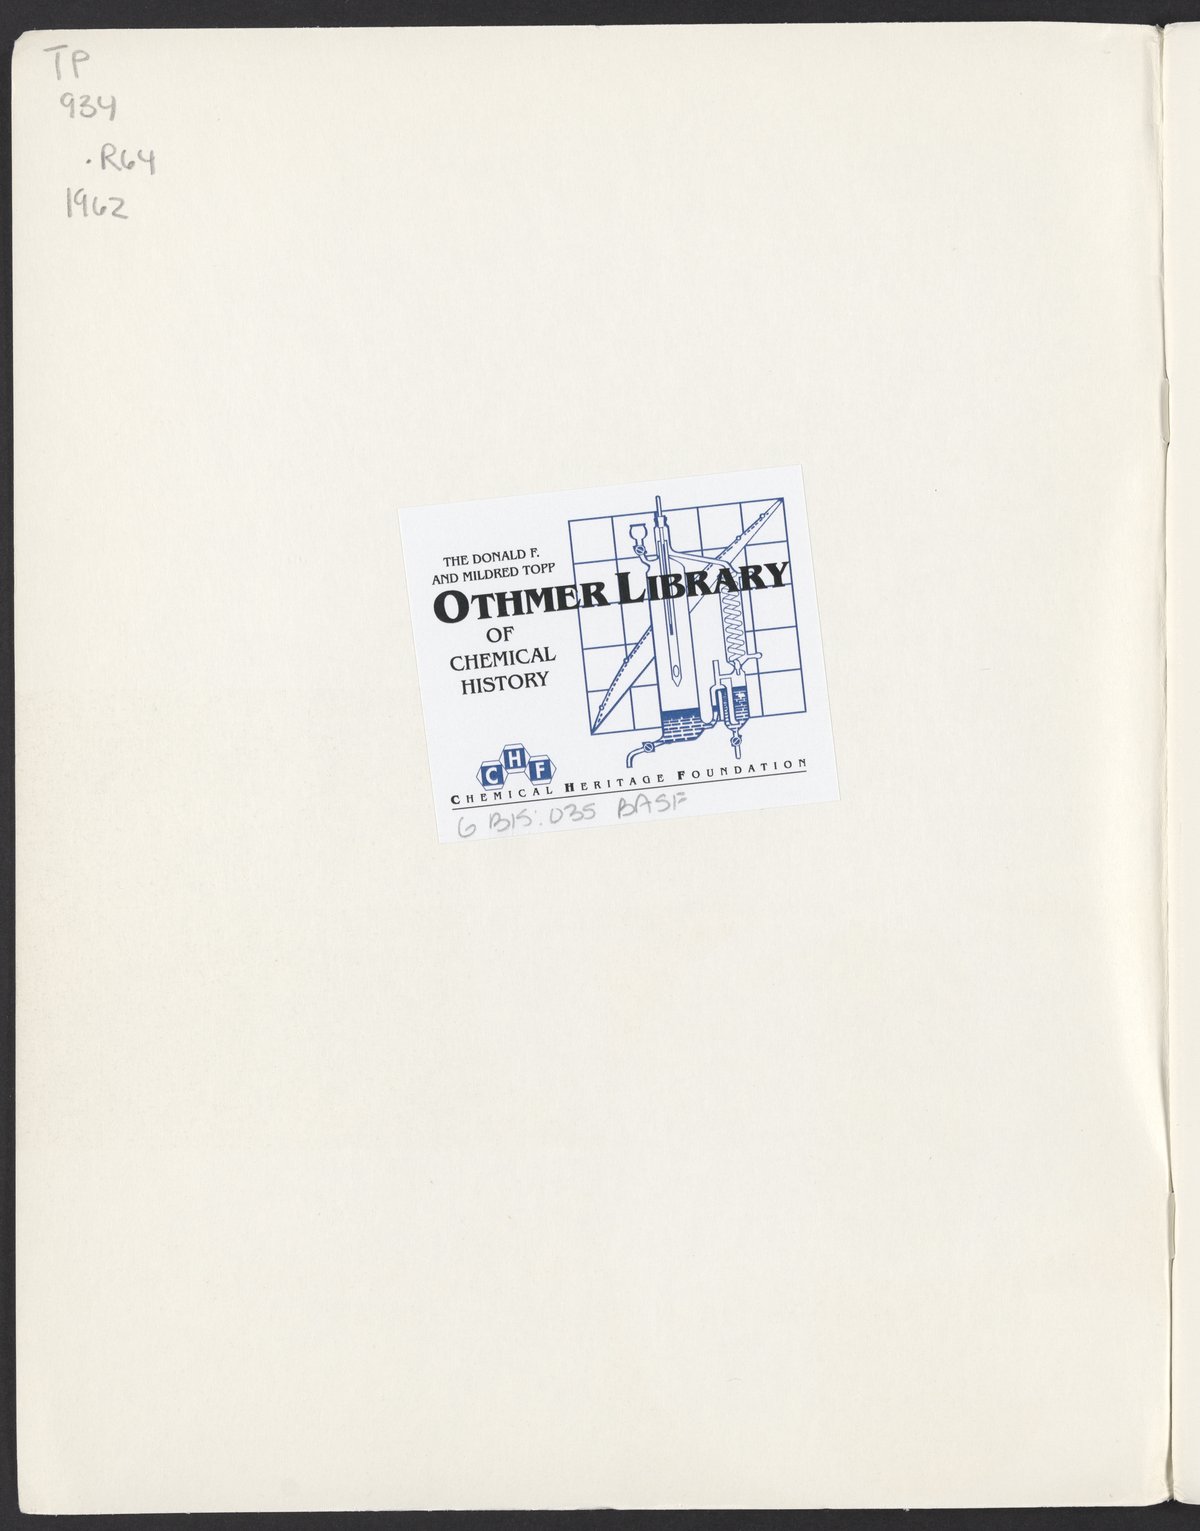 TP
934
.R64
1962
THE DONALD F.
AND MILDRED TOPP
OTHMER LIBRARY
OF
CHEMICAL
HISTORY
CHF
CHEMICAL HERITAGE FOUNDATION
G BIS:035 BASF